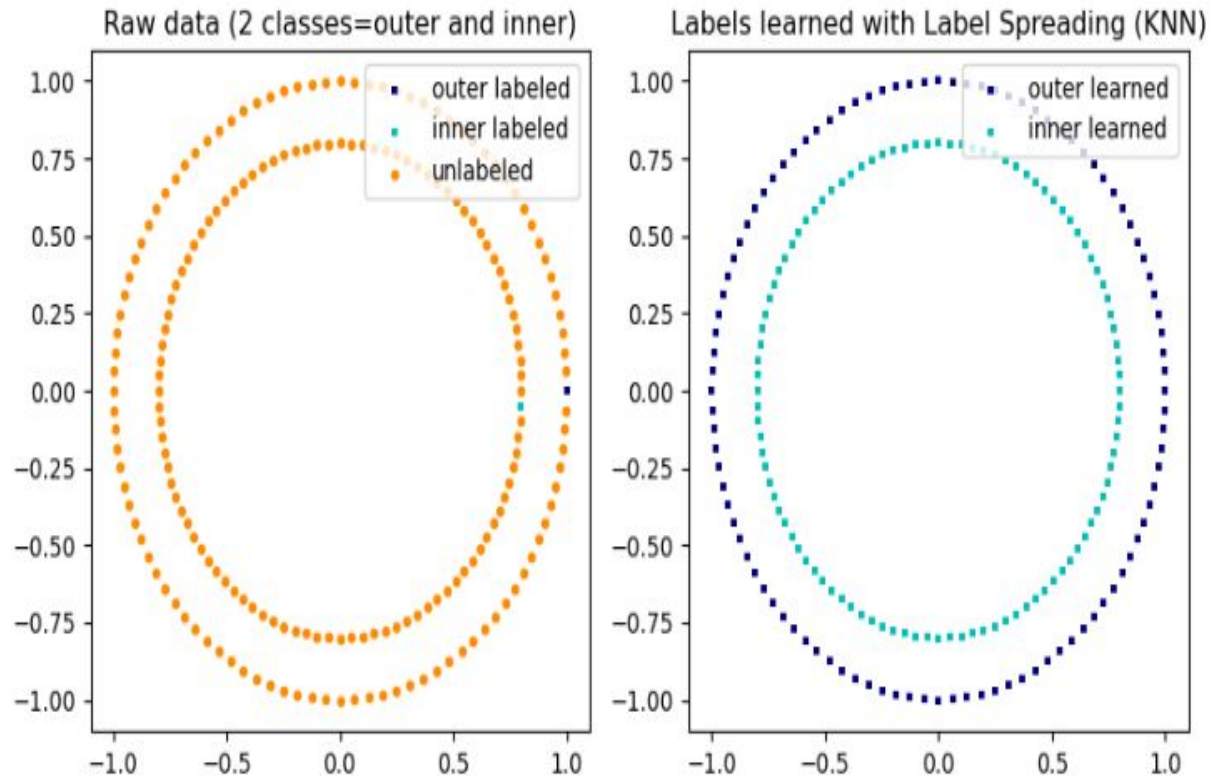 Raw data (2 classes=outer and inner)
outer labeled
inner labeled
unlabeled
1.00
0.75
0.50
0.25
0.00
−0.25
−0.50
−0.75
−1.00
−1.0 −0.5 0.0 0.5 1.0
Labels learned with Label Spreading (KNN)
outer learned
inner learned
1.00
0.75
0.50
0.25
0.00
−0.25
−0.50
−0.75
−1.00
−1.0 −0.5 0.0 0.5 1.0